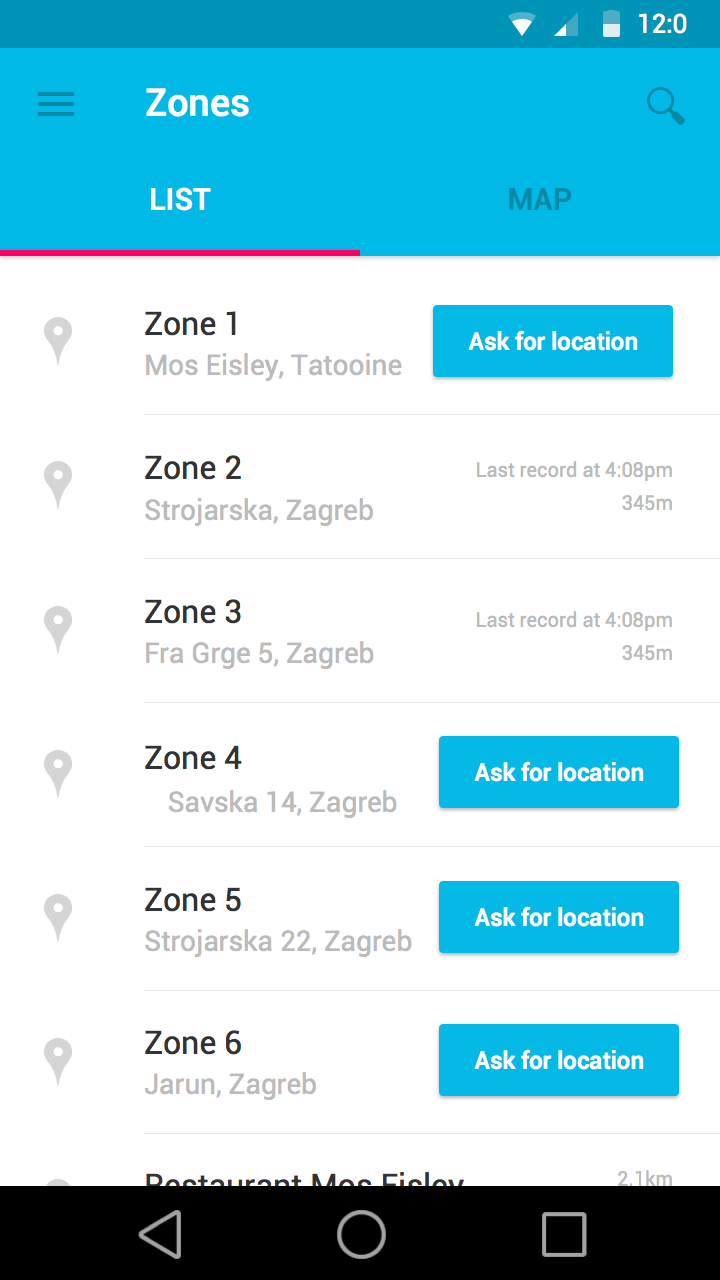 12:0
Zones
LIST
MAP
Zone 1
Mos Eisley, Tatooine
Ask for location
Zone 2
Strojarska, Zagreb
Last record at 4:08pm
345m
Zone 3
Fra Grge 5, Zagreb
Last record at 4:08pm
345m
Zone 4
Savska 14, Zagreb
Ask for location
Zone 5
Strojarska 22, Zagreb
Ask for location
Zone 6
Jarun, Zagreb
Ask for location
Restaurant Mos Eisley
2.1km